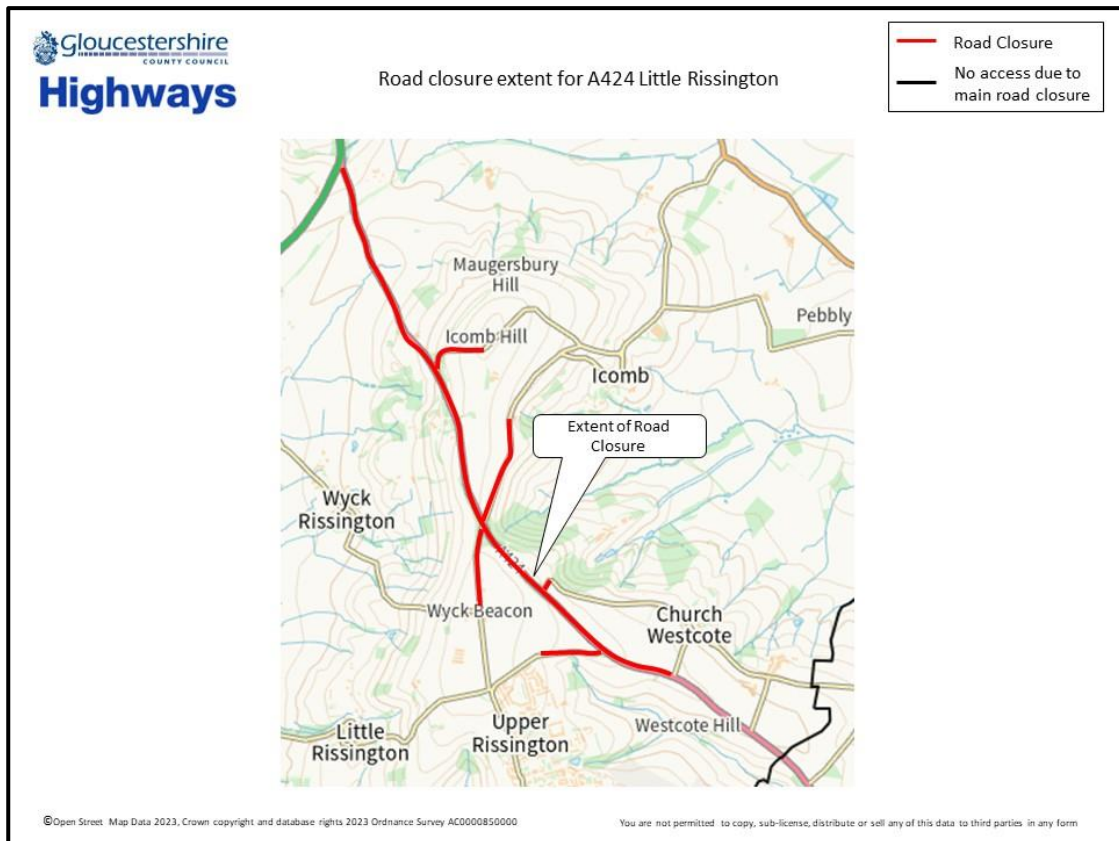 Gloucestershire
COUNTY COUNCIL
Highways
Road closure extent for A424 Little Rissington
Road Closure
No access due to
main road closure
Maugersbury
Hill
Icomb Hill
Pebbly
Icomb
Extent of Road
Closure
Wyck
Rissington
A424
Wyck Beacon
Church
Westcote
Little
Rissington
Upper
Rissington
Westcote Hill
©Open Street Map Data 2023, Crown copyright and database rights 2023 Ordnance Survey AC0000850000
You are not permitted to copy, sub-license, distribute or sell any of this data to third parties in any form